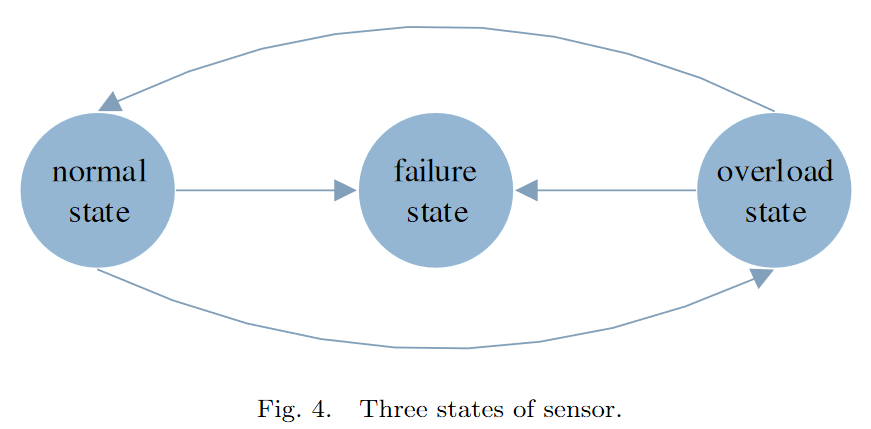 normal
state
failure
state
overload
state
Fig. 4. Three states of sensor.